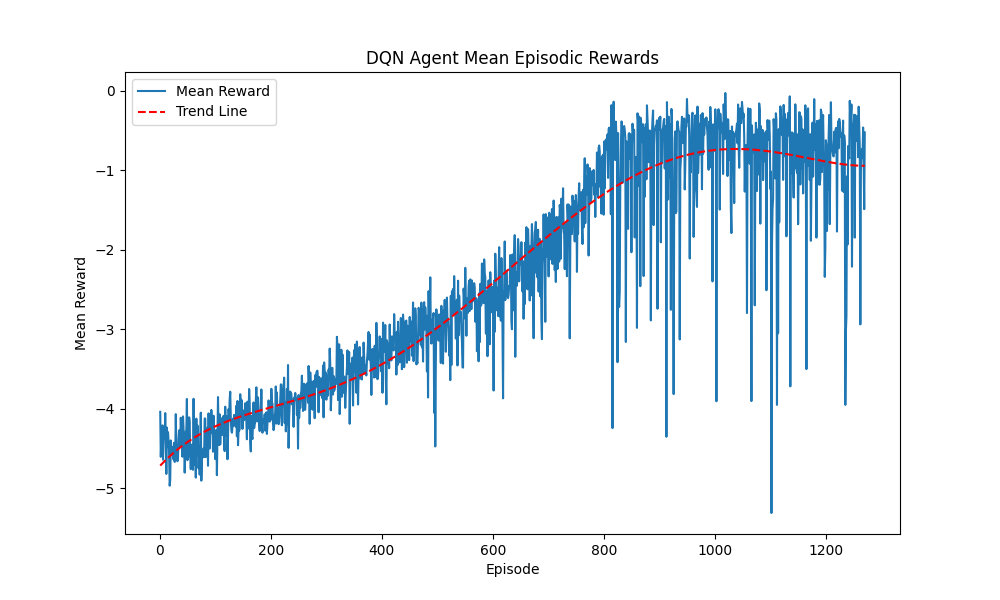 DQN Agent Mean Episodic Rewards
Mean Reward
Trend Line
0
−1
−2
−3
−4
−5
Mean Reward
0
200
400
600
800
1000
1200
Episode